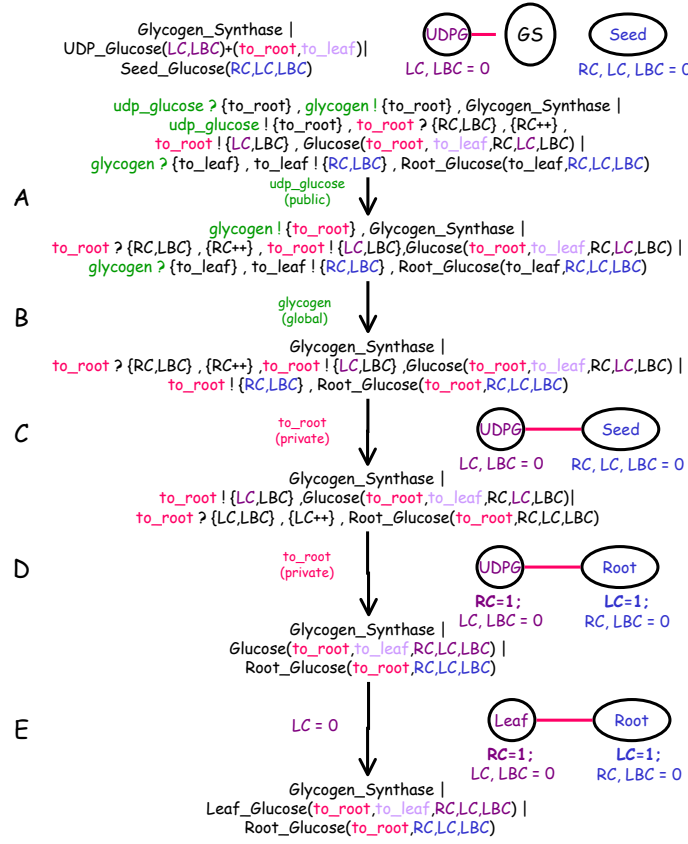 Glycogen_Synthase |
UDP_Glucose(LC,LBC)+(to_root,to_leaf)|
Seed_Glucose(RC,LC,LBC)
UDPG
GS
Seed
LC, LBC = 0
RC, LC, LBC = 0
udp_glucose ? {to_root} , glycogen ! {to_root} , Glycogen_Synthase |
udp_glucose ! {to_root} , to_root ? {RC,LBC} , {RC++} ,
to_root ! {LC,LBC} , Glucose(to_root, to_leaf,RC,LC,LBC) |
glycogen ? {to_leaf} , to_leaf ! {RC,LBC} , Root_Glucose(to_leaf,RC,LC,LBC)
A
udp_glucose
(public)
glycogen ! {to_root} , Glycogen_Synthase |
to_root ? {RC,LBC} , {RC++} , to_root ! {LC,LBC},Glucose(to_root,to_leaf,RC,LC,LBC) |
glycogen ? {to_leaf} , to_leaf ! {RC,LBC} , Root_Glucose(to_leaf,RC,LC,LBC)
B
glycogen
(global)
Glycogen_Synthase |
to_root ? {RC,LBC} , {RC++} ,to_root ! {LC,LBC} ,Glucose(to_root,to_leaf,RC,LC,LBC) |
to_root ! {RC,LBC} , Root_Glucose(to_root,RC,LC,LBC)
C
to_root
(private)
UDPG
Seed
LC, LBC = 0
RC, LC, LBC = 0
Glycogen_Synthase |
to_root ! {LC,LBC} ,Glucose(to_root,to_leaf,RC,LC,LBC)|
to_root ? {LC,LBC} , {LC++} , Root_Glucose(to_root,RC,LC,LBC)
D
to_root
(private)
UDPG
Root
RC=1;
LC=1;
LC, LBC = 0
RC, LBC = 0
Glycogen_Synthase |
Glucose(to_root,to_leaf,RC,LC,LBC) |
Root_Glucose(to_root,RC,LC,LBC)
E
LC = 0
Leaf
Root
RC=1;
LC=1;
LC, LBC = 0
RC, LBC = 0
Glycogen_Synthase |
Leaf_Glucose(to_root,to_leaf,RC,LC,LBC) |
Root_Glucose(to_root,RC,LC,LBC)